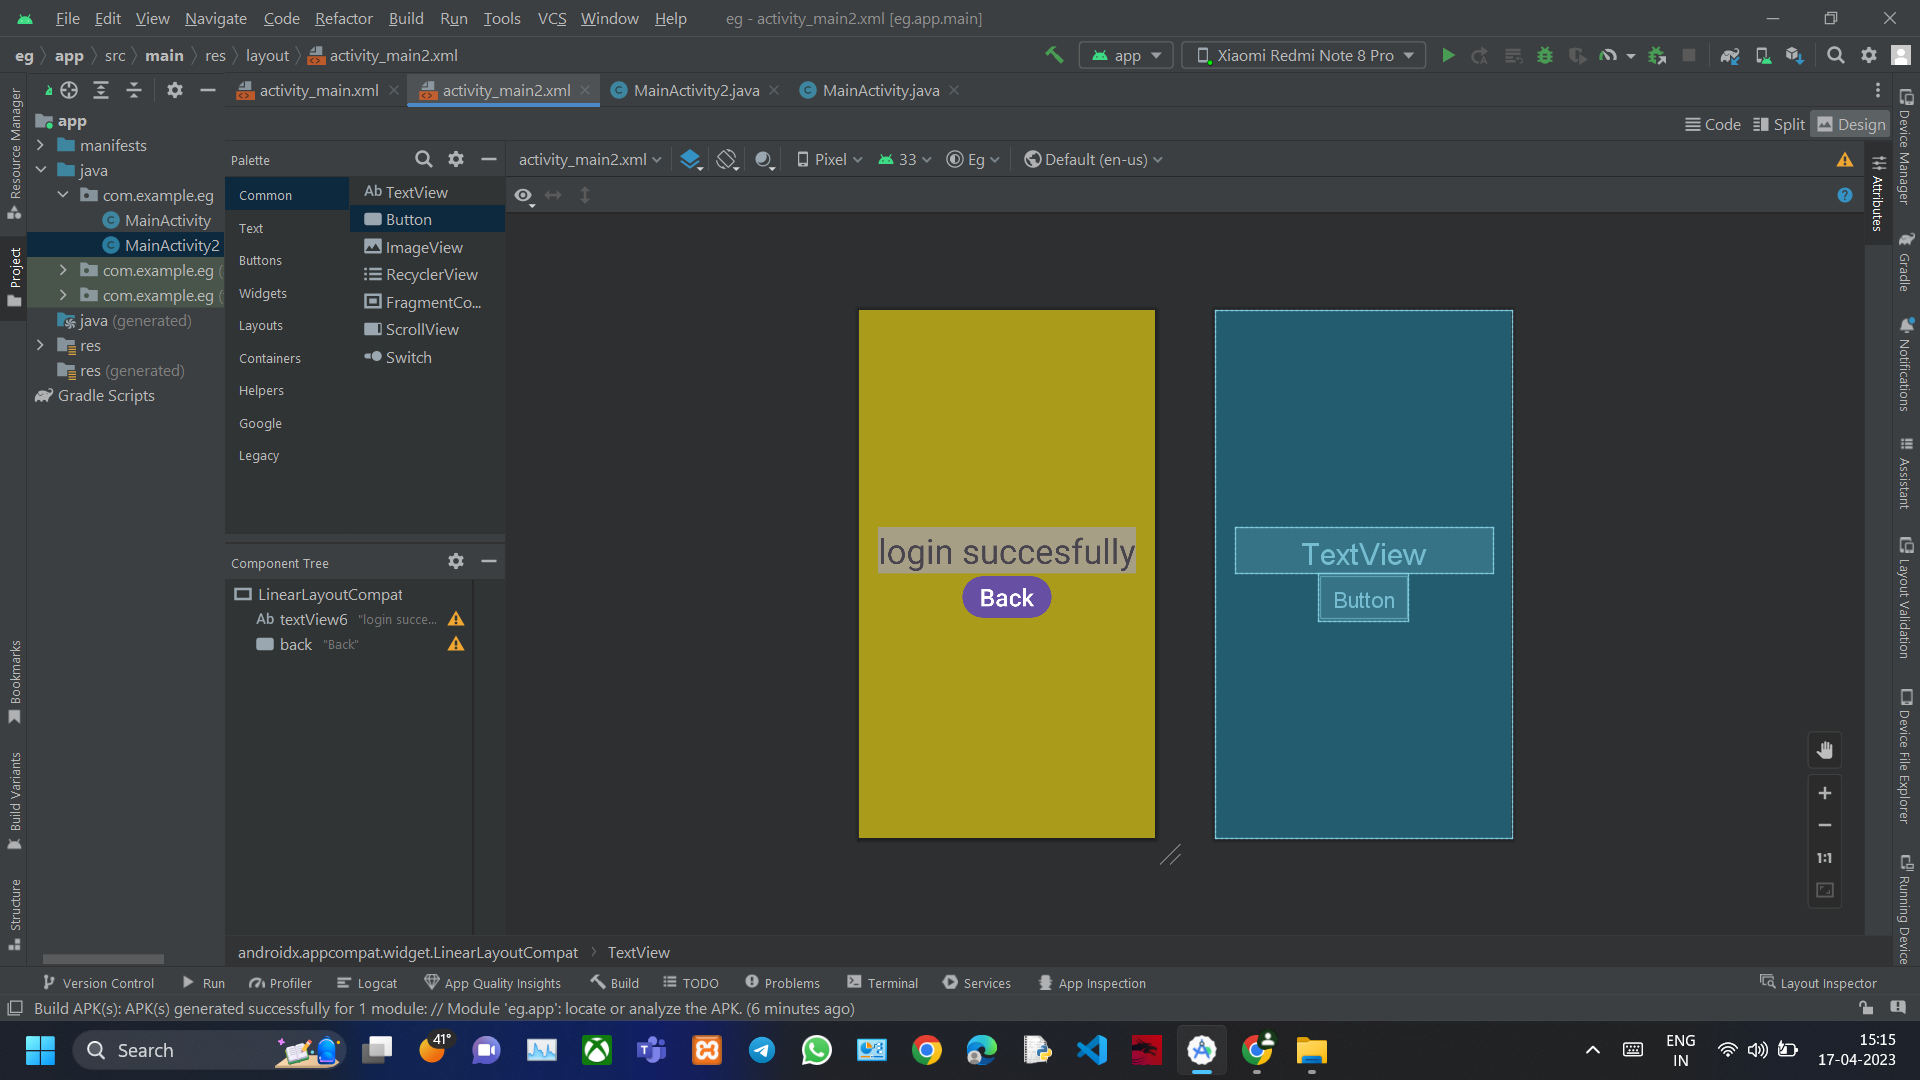 File Edit View Navigate Code Refactor Build Run Tools VCS Window Help eg - activity_main2.xml [eg.app.main]
eg app src main res layout activity_main2.xml app Xiaomi Redmi Note 8 Pro
activity_main.xml activity_main2.xml MainActivity2.java MainActivity.java
Code Split Design
Resource Manager
Project
Bookmarks
Build Variants
Structure
app
manifests
java
com.example.eg
MainActivity
MainActivity2
com.example.eg (
com.example.eg (
java (generated)
res
res (generated)
Gradle Scripts
Palette
Common
Text
Buttons
Widgets
Layouts
Containers
Helpers
Google
Legacy
Ab TextView
Button
ImageView
RecyclerView
FragmentCo...
ScrollView
Switch
activity_main2.xml Pixel 33 Eg Default (en-us)
Component Tree
LinearLayoutCompat
Ab textView6 "login succe...
back "Back"
login succesfully
Back
TextView
Button
1:1
Attributes
Device Manager
Gradle
Notifications
Assistant
Layout Validation
Device File Explorer
Running Device
androidx.appcompat.widget.LinearLayoutCompat TextView
Version Control Run Profiler Logcat App Quality Insights Build TODO Problems Terminal Services App Inspection Layout Inspector
Build APK(s): APK(s) generated successfully for 1 module: // Module 'eg.app': locate or analyze the APK. (6 minutes ago)
Search 41° ENG 15:15
IN 17-04-2023